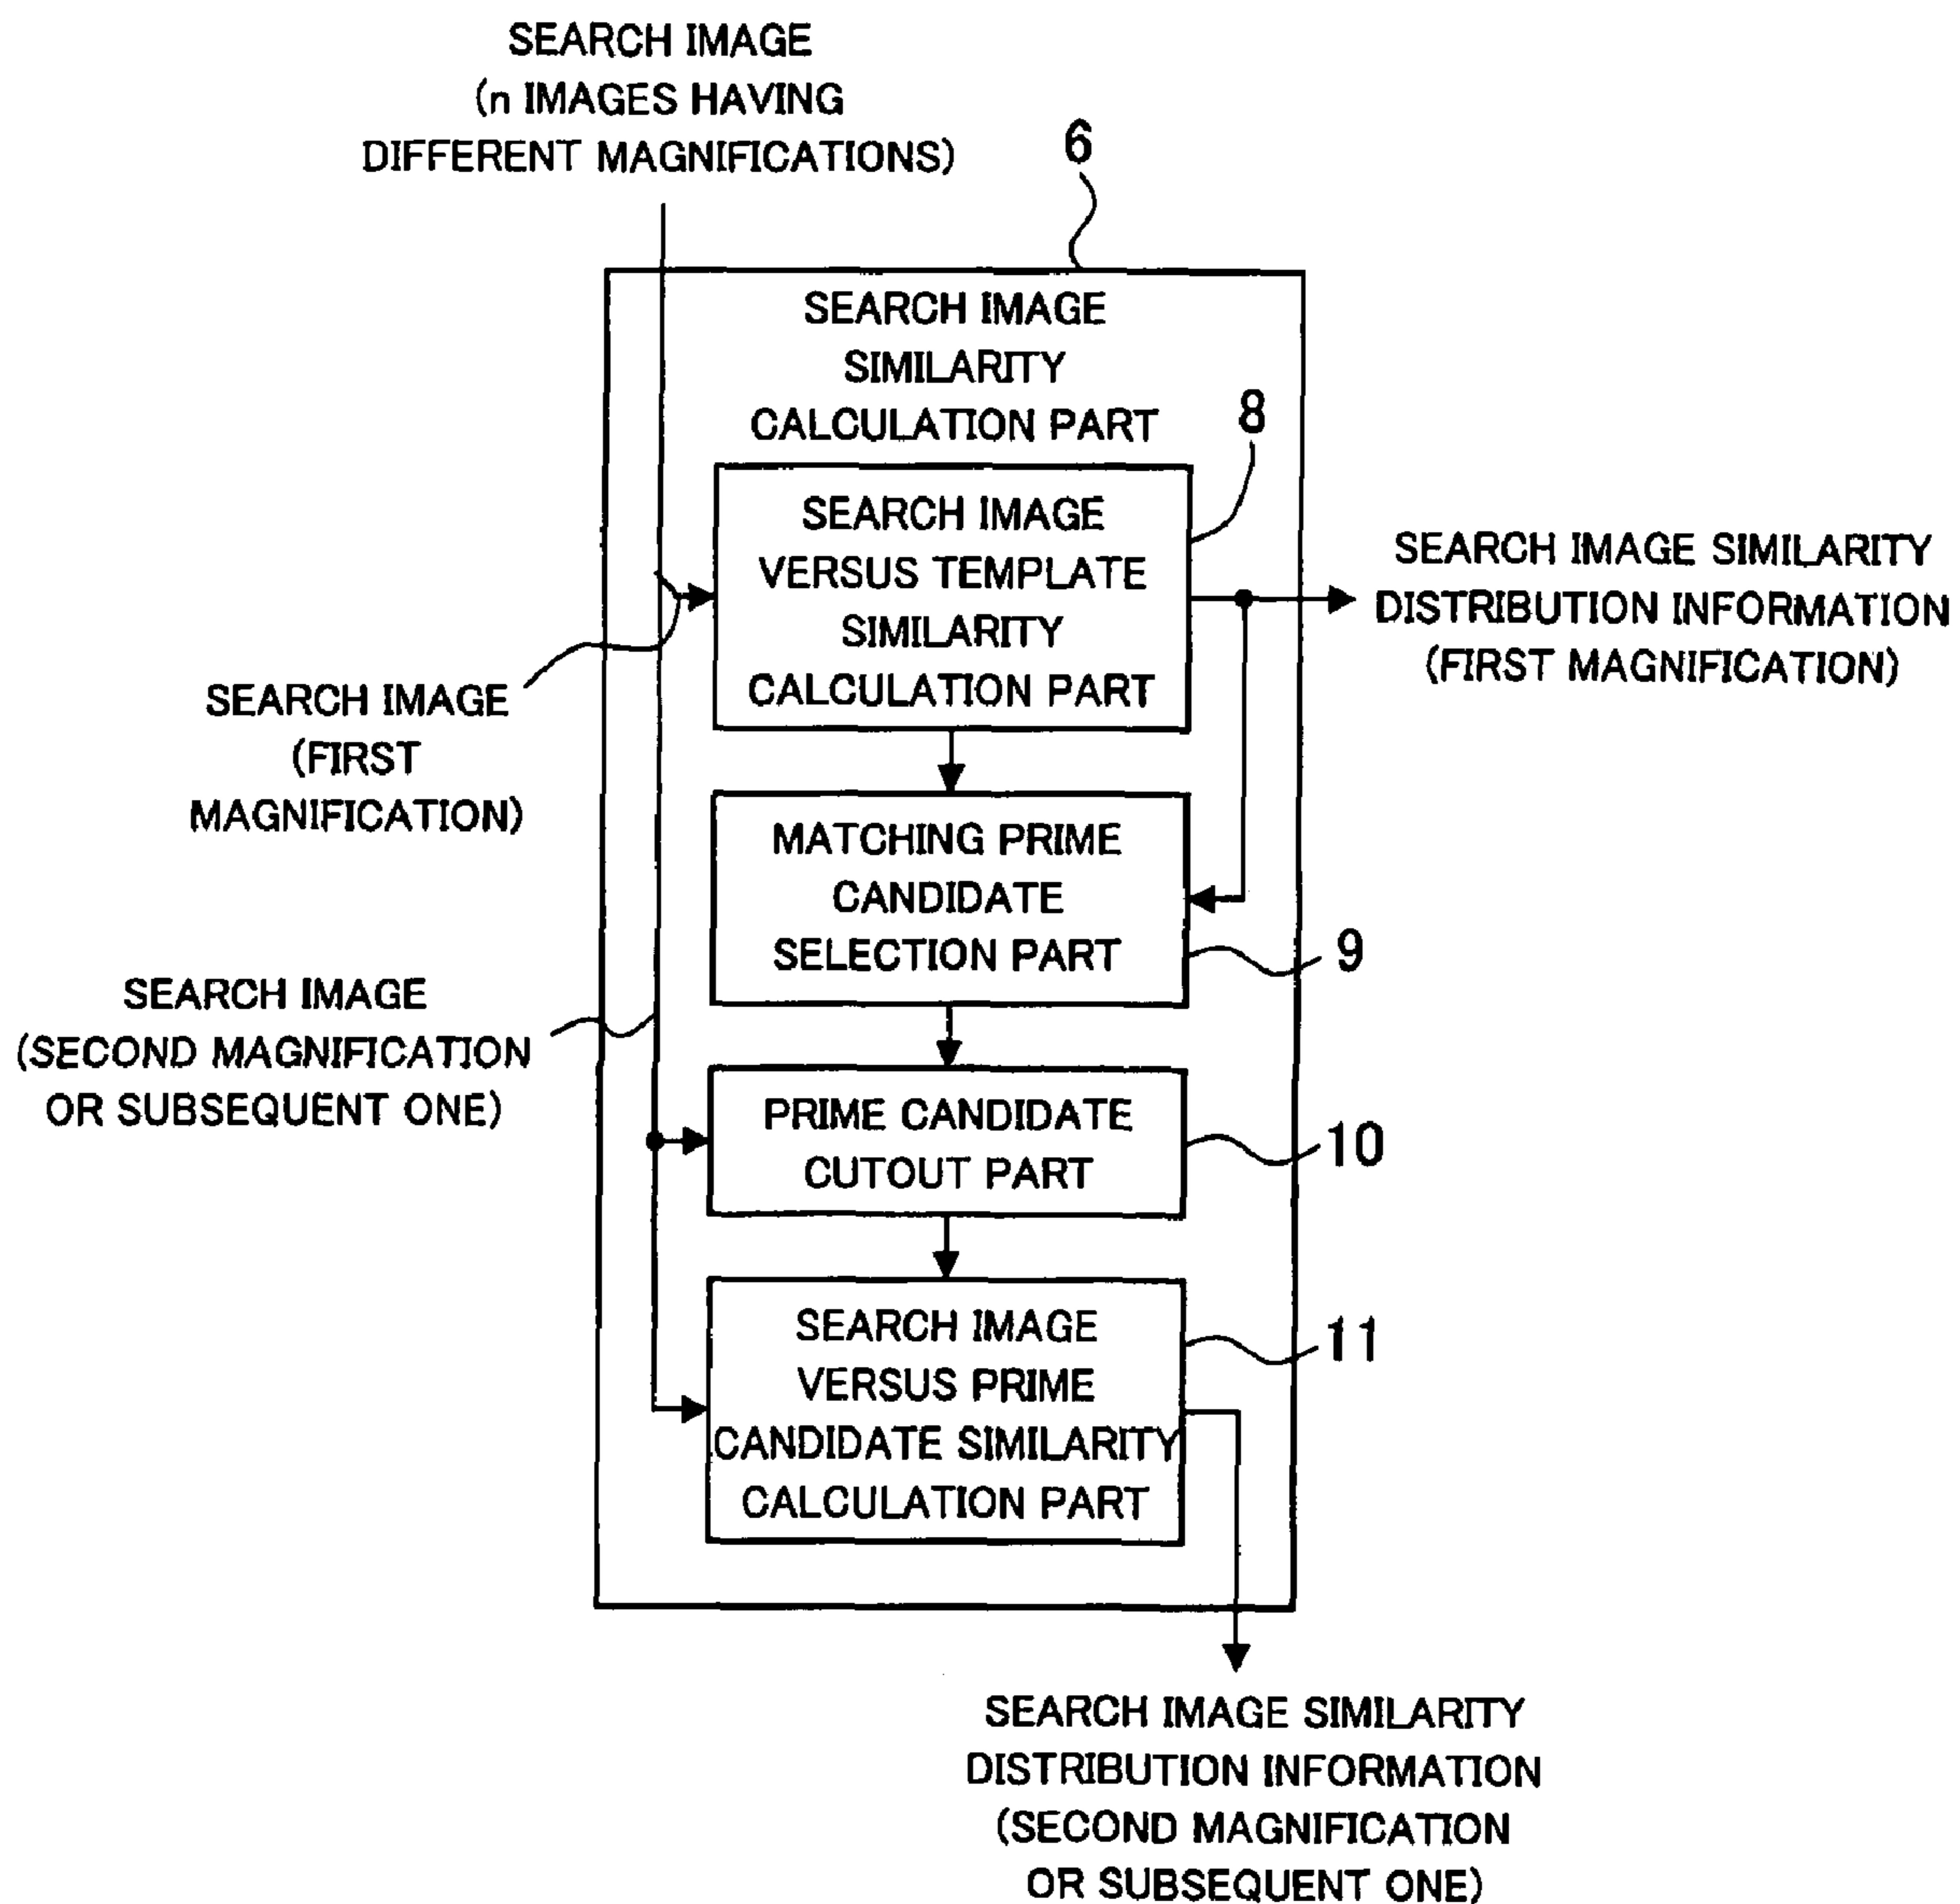 SEARCH IMAGE
(n IMAGES HAVING
DIFFERENT MAGNIFICATIONS)
6
SEARCH IMAGE
SIMILARITY
CALCULATION PART
8
SEARCH IMAGE
VERSUS TEMPLATE
SIMILARITY
CALCULATION PART
SEARCH IMAGE SIMILARITY
DISTRIBUTION INFORMATION
(FIRST MAGNIFICATION)
SEARCH IMAGE
(FIRST
MAGNIFICATION)
MATCHING PRIME
CANDIDATE
SELECTION PART
9
SEARCH IMAGE
(SECOND MAGNIFICATION
OR SUBSEQUENT ONE)
PRIME CANDIDATE
CUTOUT PART
10
SEARCH IMAGE
VERSUS PRIME
CANDIDATE SIMILARITY
CALCULATION PART
11
SEARCH IMAGE SIMILARITY
DISTRIBUTION INFORMATION
(SECOND MAGNIFICATION
OR SUBSEQUENT ONE)